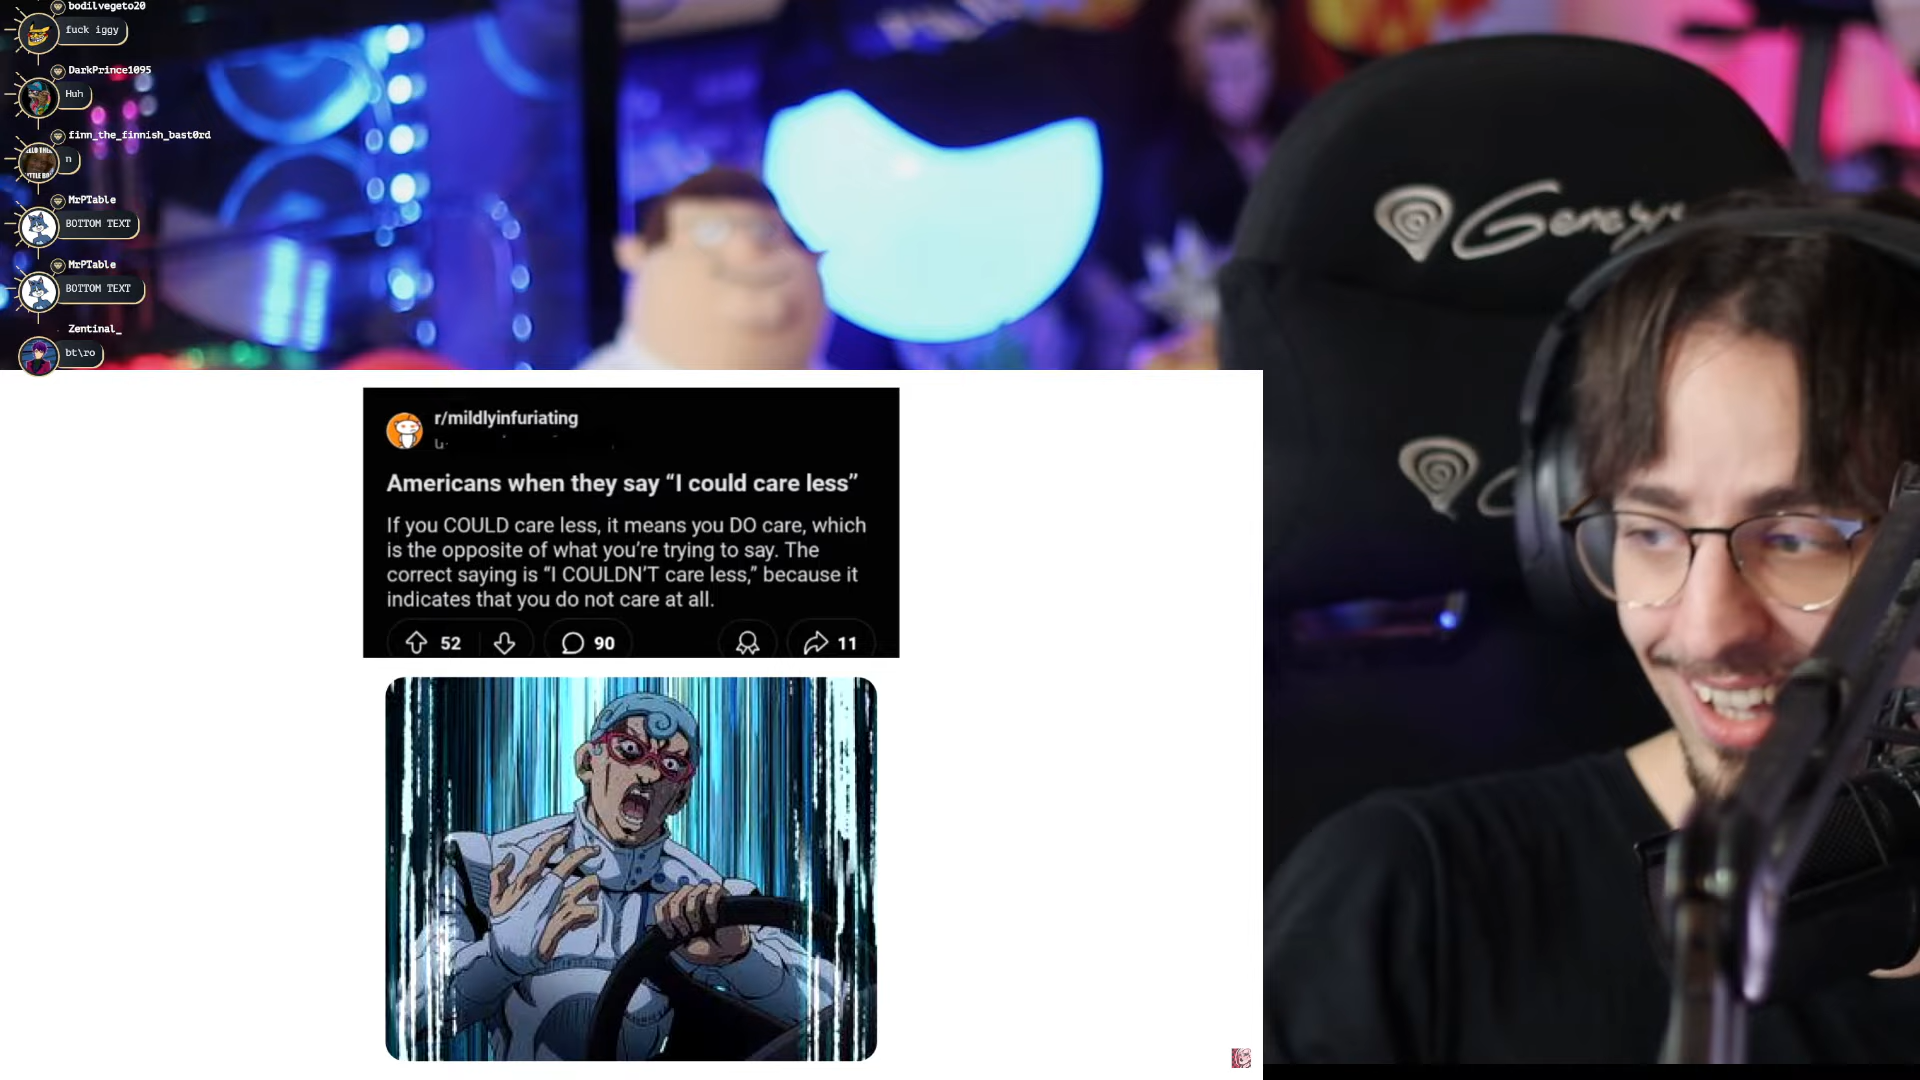 bodilvegeto20
fuck iggy
DarkPrince1095
Huh
finn_the_finnish_bast0rd
n
MrPTable
BOTTOM TEXT
MrPTable
BOTTOM TEXT
Zentinal_
bt\ro
r/mildlyinfuriating
Americans when they say “I could care less”
If you COULD care less, it means you DO care, which
is the opposite of what you’re trying to say. The
correct saying is “I COULDN’T care less,” because it
indicates that you do not care at all.
52
90
11